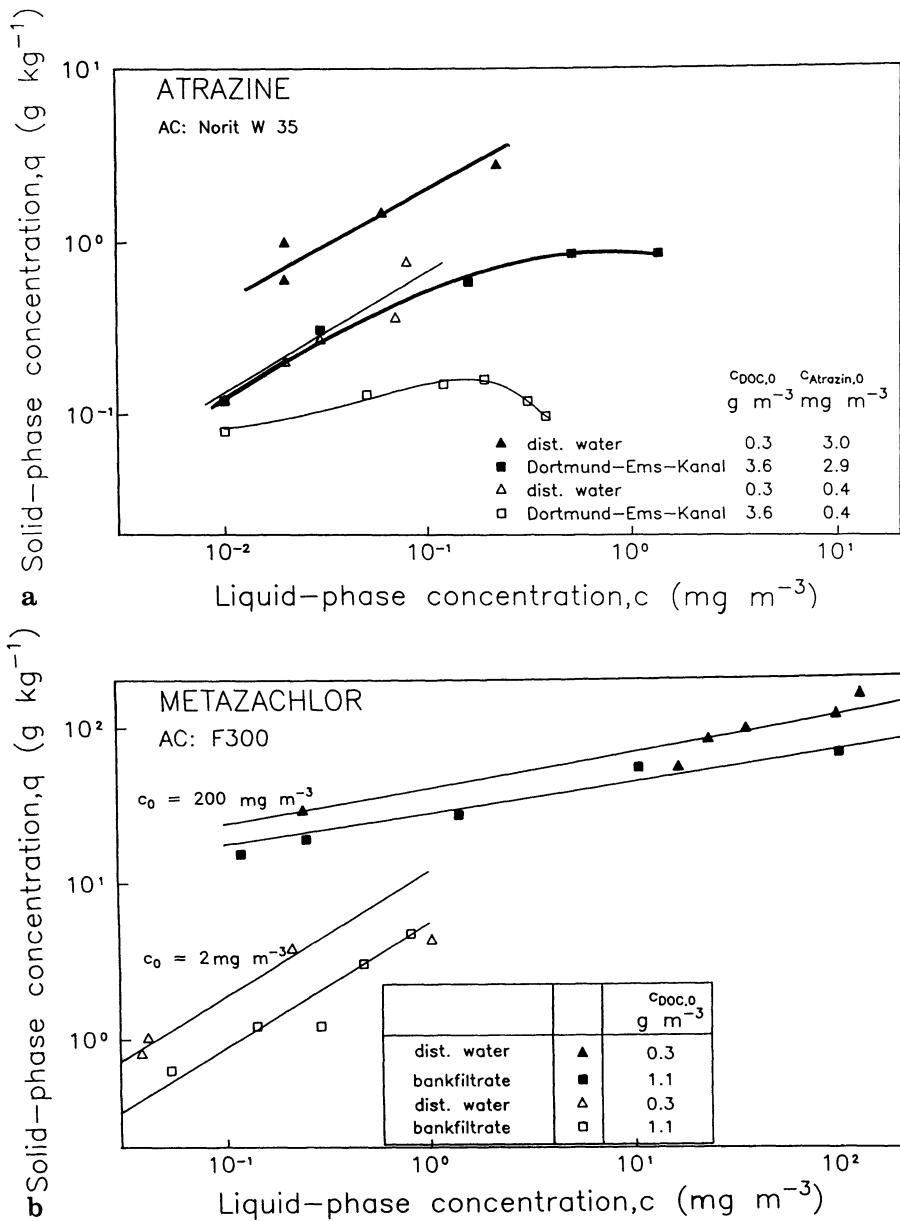 ATRAZINE
AC: Norit W 35
Solid–phase concentration,q (g kg⁻¹)
10¹
10⁰
10⁻¹
cDOC,0 cAtrazin,0
g m⁻³ mg m⁻³
▲ dist. water 0.3 3.0
■ Dortmund–Ems–Kanal 3.6 2.9
△ dist. water 0.3 0.4
□ Dortmund–Ems–Kanal 3.6 0.4
10⁻² 10⁻¹ 10⁰ 10¹
a Liquid–phase concentration,c (mg m⁻³)
METAZACHLOR
AC: F300
Solid–phase concentration,q (g kg⁻¹)
10²
10¹
10⁰
c₀ = 200 mg m⁻³
c₀ = 2 mg m⁻³
cDOC,0
g m⁻³
dist. water ▲ 0.3
bankfiltrate ■ 1.1
dist. water △ 0.3
bankfiltrate □ 1.1
10⁻¹ 10⁰ 10¹ 10²
b Liquid–phase concentration,c (mg m⁻³)